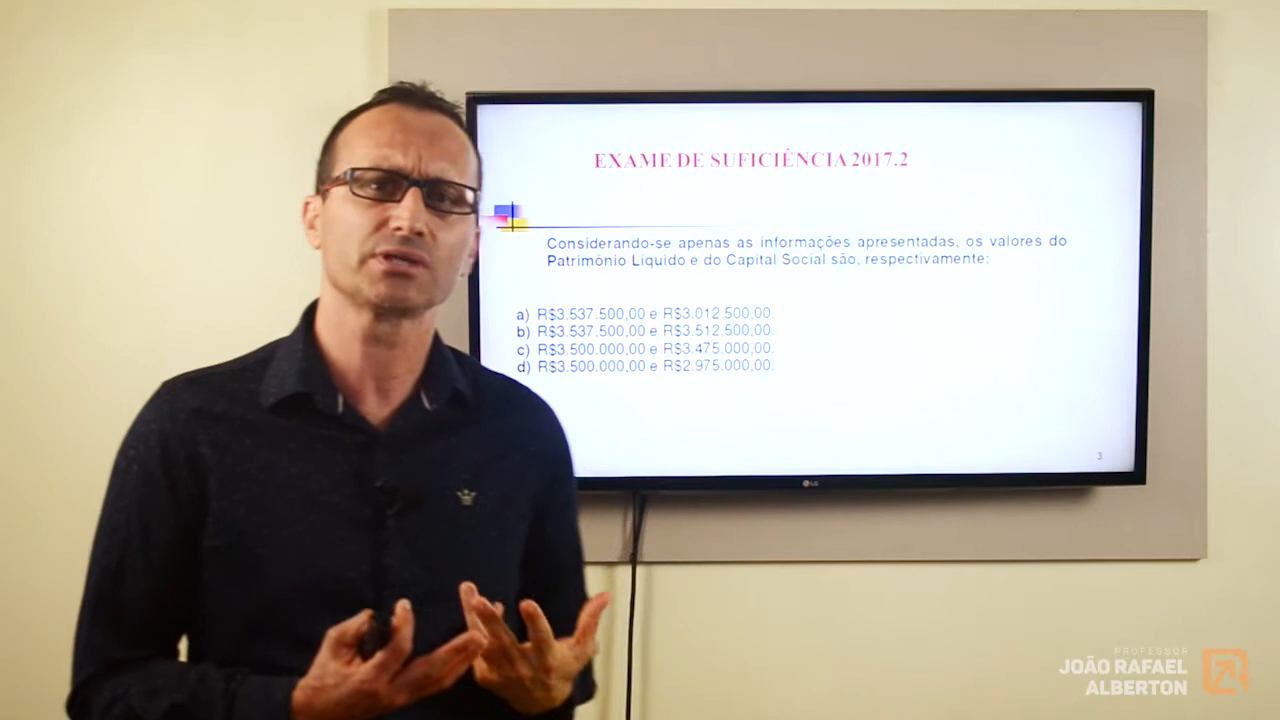 EXAME DE SUFICIÊNCIA 2017.2
Considerando-se apenas as informações apresentadas, os valores do
Patrimônio Líquido e do Capital Social são, respectivamente:
a) R$3.537.500,00 e R$3.012.500,00.
b) R$3.537.500,00 e R$3.512.500,00.
c) R$3.500.000,00 e R$3.475.000,00.
d) R$3.500.000,00 e R$2.975.000,00.
3
LG
PROFESSOR
JOÃO RAFAEL
ALBERTON